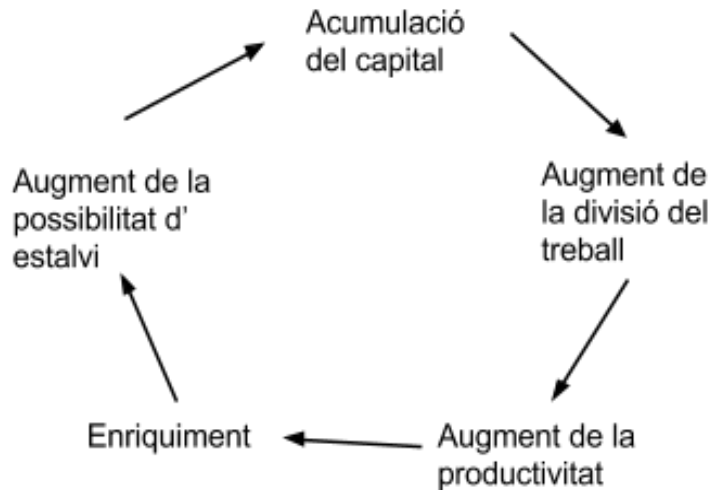 Acumulació
del capital
Augment de
la divisió del
treball
Augment de la
productivitat
Enriquiment
Augment de la
possibilitat d'
estalvi